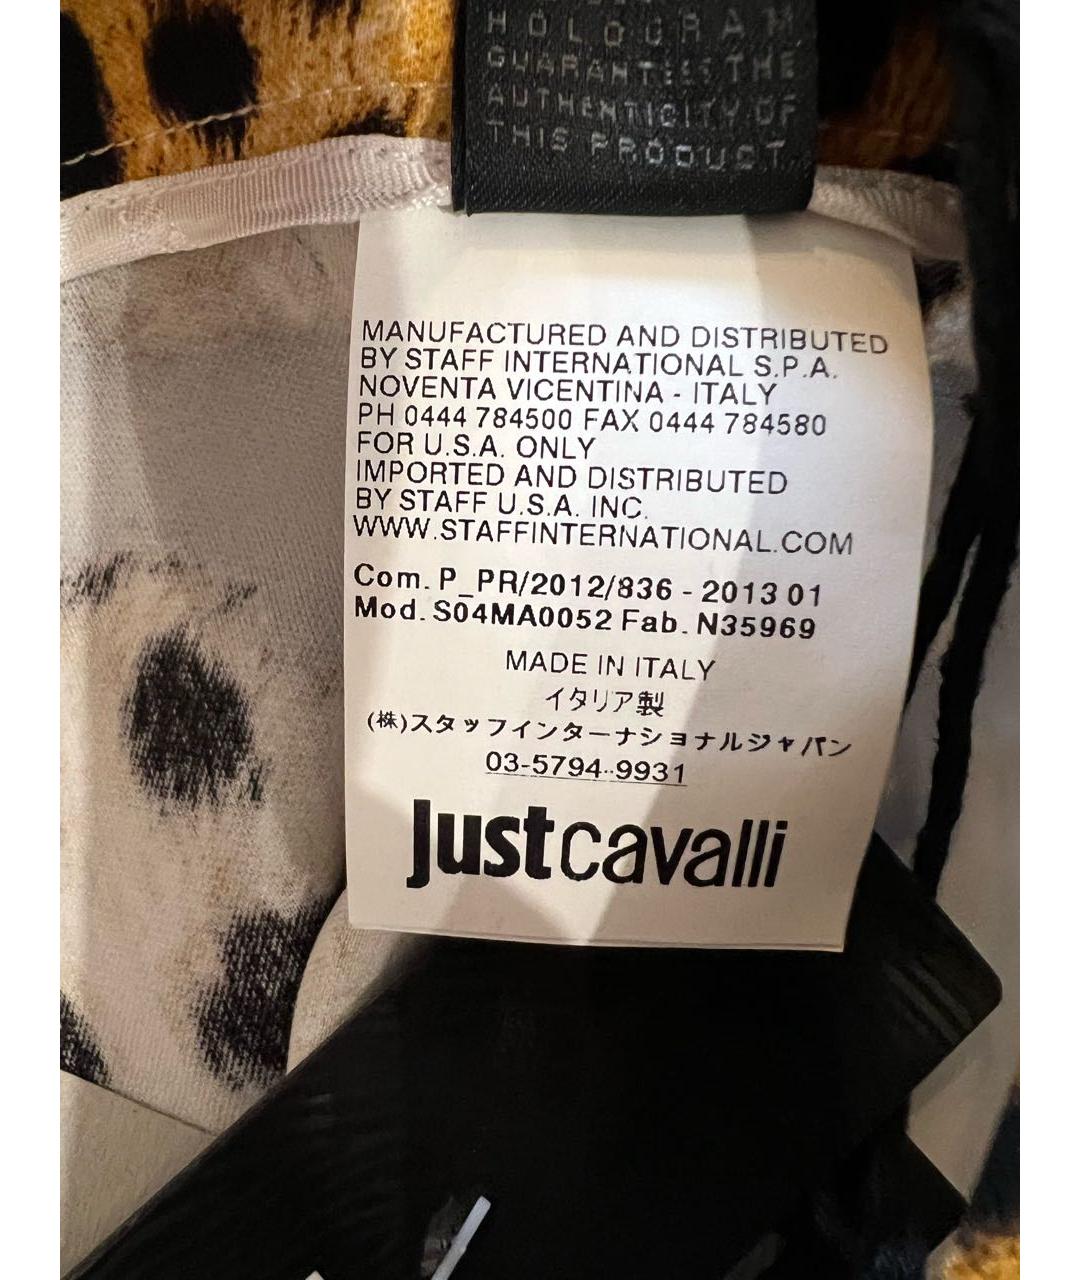 HOLOGRAM
GUARANTEES THE
AUTHENTICITY OF
THIS PRODUCT.
MANUFACTURED AND DISTRIBUTED
BY STAFF INTERNATIONAL S.P.A.
NOVENTA VICENTINA - ITALY
PH 0444 784500 FAX 0444 784580
FOR U.S.A. ONLY
IMPORTED AND DISTRIBUTED
BY STAFF U.S.A. INC.
WWW.STAFFINTERNATIONAL.COM
Com. P_PR/2012/836 - 2013 01
Mod. S04MA0052 Fab. N35969
MADE IN ITALY
イタリア製
(株)スタッフインターナショナルジャパン
03-5794-9931
Justcavalli